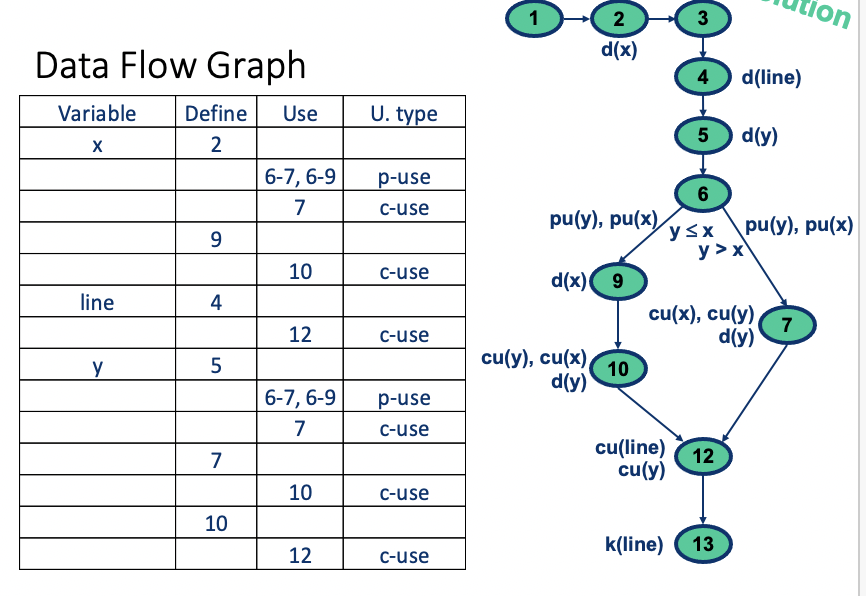 Data Flow Graph
Variable Define Use U. type
x 2
6-7, 6-9 p-use
7 c-use
9
10 c-use
line 4
12 c-use
y 5
6-7, 6-9 p-use
7 c-use
7
10 c-use
10
12 c-use
1 2 3
d(x)
4 d(line)
5 d(y)
6
pu(y), pu(x) y ≤ x pu(y), pu(x)
y > x
d(x) 9
cu(x), cu(y) 7
d(y)
cu(y), cu(x) 10
d(y)
cu(line) 12
cu(y)
k(line) 13